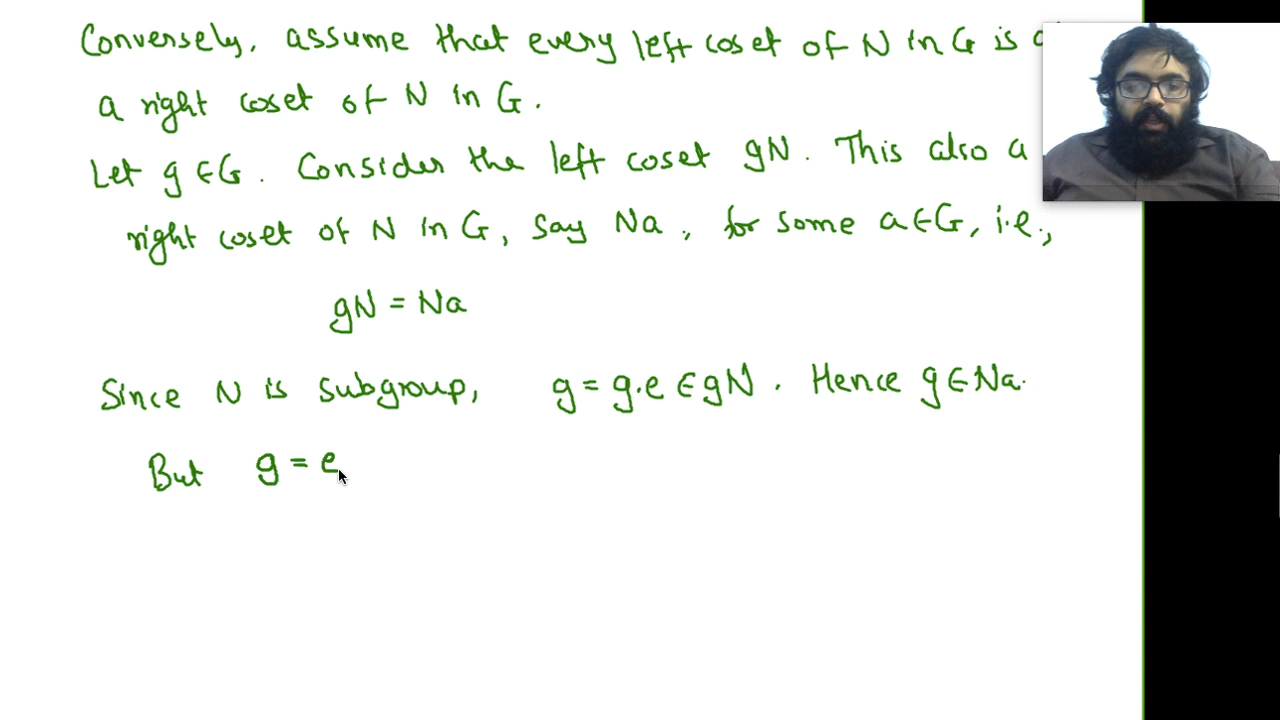 Conversely, assume that every left coset of N in G is
a right coset of N in G.
Let g ∈ G. Consider the left coset gN. This also a
right coset of N in G, say Na, for some a ∈ G, i.e.,
gN = Na
Since N is subgroup, g = g.e ∈ gN. Hence g ∈ Na.
But g = e